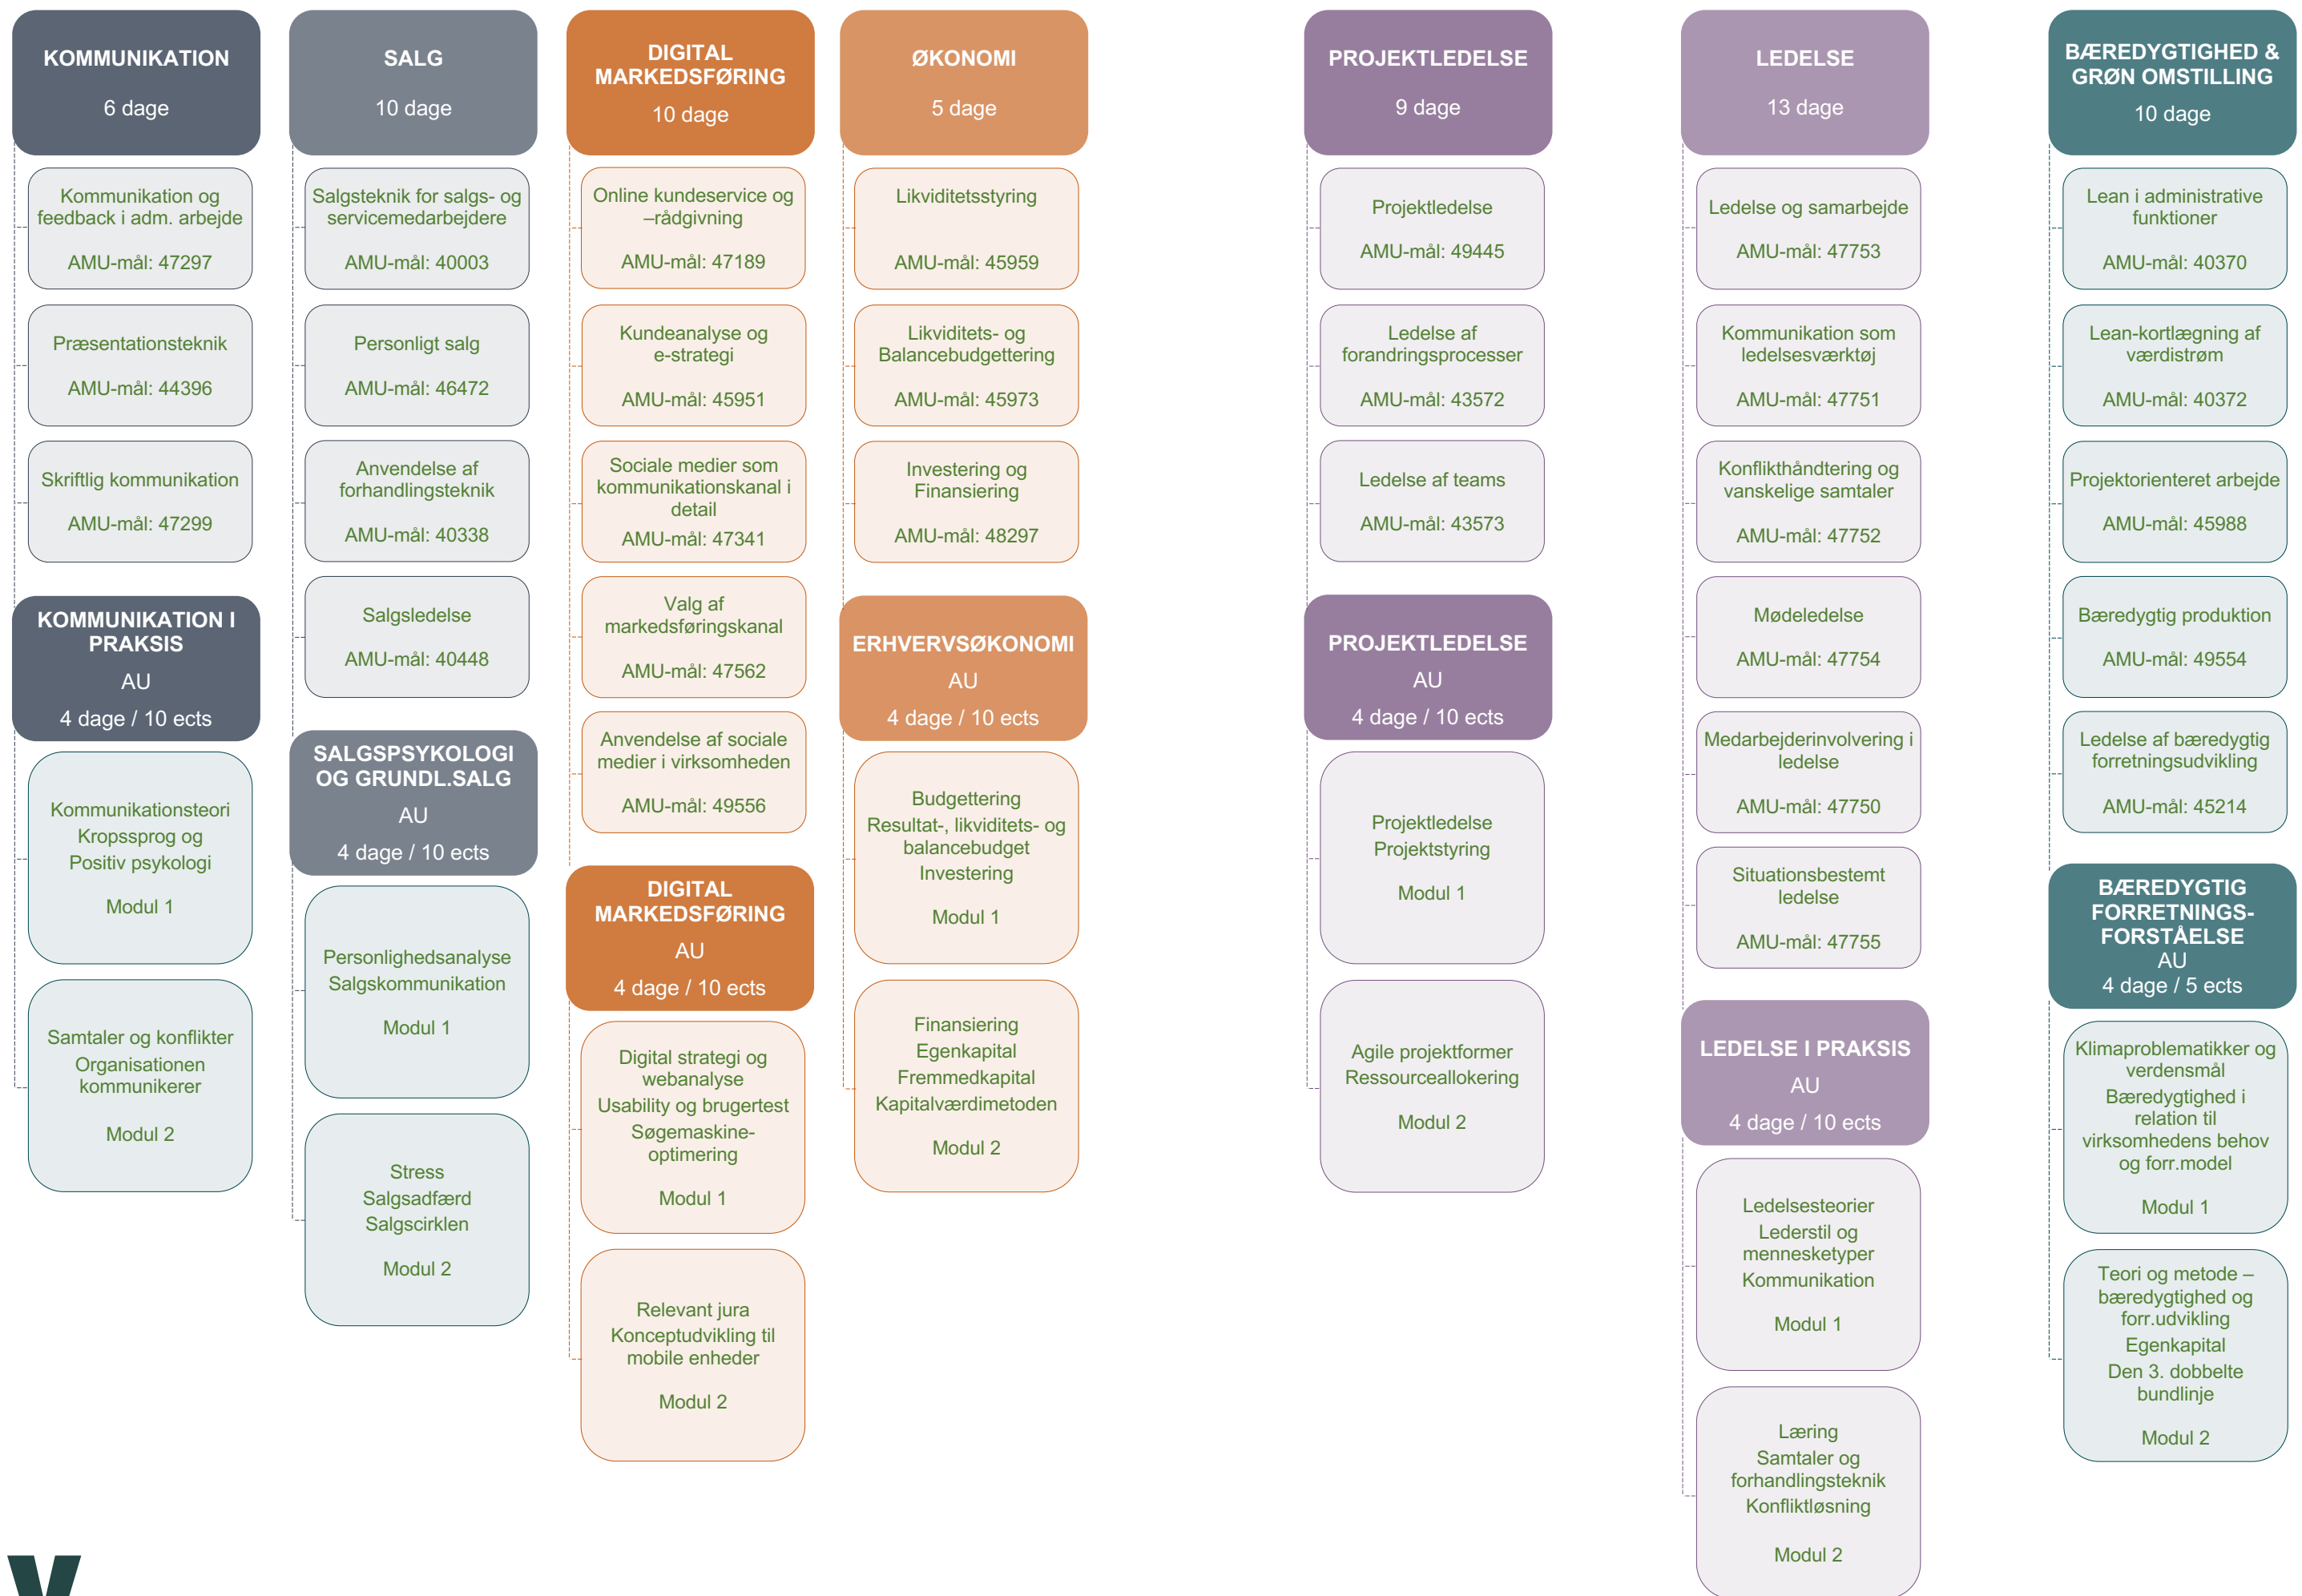 KOMMUNIKATION
6 dage
Kommunikation og
feedback i adm. arbejde
AMU-mål: 47297
Præsentationsteknik
AMU-mål: 44396
Skriftlig kommunikation
AMU-mål: 47299
KOMMUNIKATION I
PRAKSIS
AU
4 dage / 10 ects
Kommunikationsteori
Kropssprog og
Positiv psykologi
Modul 1
Samtaler og konflikter
Organisationen
kommunikerer
Modul 2
SALG
10 dage
Salgsteknik for salgs- og
servicemedarbejdere
AMU-mål: 40003
Personligt salg
AMU-mål: 46472
Anvendelse af
forhandlingsteknik
AMU-mål: 40338
Salgsledelse
AMU-mål: 40448
SALGSPSYKOLOGI
OG GRUNDL.SALG
AU
4 dage / 10 ects
Personlighedsanalyse
Salgskommunikation
Modul 1
Stress
Salgsadfærd
Salgscirklen
Modul 2
DIGITAL
MARKEDSFØRING
10 dage
Online kundeservice og
–rådgivning
AMU-mål: 47189
Kundeanalyse og
e-strategi
AMU-mål: 45951
Sociale medier som
kommunikationskanal i
detail
AMU-mål: 47341
Valg af
markedsføringskanal
AMU-mål: 47562
Anvendelse af sociale
medier i virksomheden
AMU-mål: 49556
DIGITAL
MARKEDSFØRING
AU
4 dage / 10 ects
Digital strategi og
webanalyse
Usability og brugertest
Søgemaskine-
optimering
Modul 1
Relevant jura
Konceptudvikling til
mobile enheder
Modul 2
ØKONOMI
5 dage
Likviditetsstyring
AMU-mål: 45959
Likviditets- og
Balancebudgettering
AMU-mål: 45973
Investering og
Finansiering
AMU-mål: 48297
ERHVERVSØKONOMI
AU
4 dage / 10 ects
Budgettering
Resultat-, likviditets- og
balancebudget
Investering
Modul 1
Finansiering
Egenkapital
Fremmedkapital
Kapitalværdimetoden
Modul 2
PROJEKTLEDELSE
9 dage
Projektledelse
AMU-mål: 49445
Ledelse af
forandringsprocesser
AMU-mål: 43572
Ledelse af teams
AMU-mål: 43573
PROJEKTLEDELSE
AU
4 dage / 10 ects
Projektledelse
Projektstyring
Modul 1
Agile projektformer
Ressourceallokering
Modul 2
LEDELSE
13 dage
Ledelse og samarbejde
AMU-mål: 47753
Kommunikation som
ledelsesværktøj
AMU-mål: 47751
Konflikthåndtering og
vanskelige samtaler
AMU-mål: 47752
Mødeledelse
AMU-mål: 47754
Medarbejderinvolvering i
ledelse
AMU-mål: 47750
Situationsbestemt
ledelse
AMU-mål: 47755
LEDELSE I PRAKSIS
AU
4 dage / 10 ects
Ledelsesteorier
Lederstil og
mennesketyper
Kommunikation
Modul 1
Læring
Samtaler og
forhandlingsteknik
Konfliktløsning
Modul 2
BÆREDYGTIGHED &
GRØN OMSTILLING
10 dage
Lean i administrative
funktioner
AMU-mål: 40370
Lean-kortlægning af
værdistrøm
AMU-mål: 40372
Projektorienteret arbejde
AMU-mål: 45988
Bæredygtig produktion
AMU-mål: 49554
Ledelse af bæredygtig
forretningsudvikling
AMU-mål: 45214
BÆREDYGTIG
FORRETNINGS-
FORSTÅELSE
AU
4 dage / 5 ects
Klimaproblematikker og
verdensmål
Bæredygtighed i
relation til
virksomhedens behov
og forr.model
Modul 1
Teori og metode –
bæredygtighed og
forr.udvikling
Egenkapital
Den 3. dobbelte
bundlinje
Modul 2